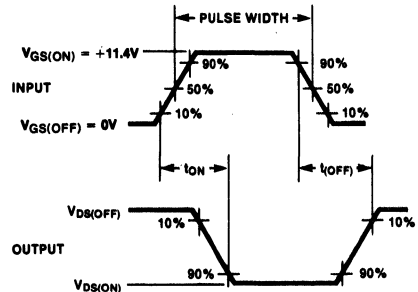 PULSE WIDTH
VGS(ON) = +11.4V
90% 90%
INPUT
50% 50%
10% 10%
VGS(OFF) = 0V
tON t(OFF)
VDS(OFF)
10% 10%
OUTPUT
90% 90%
VDS(ON)